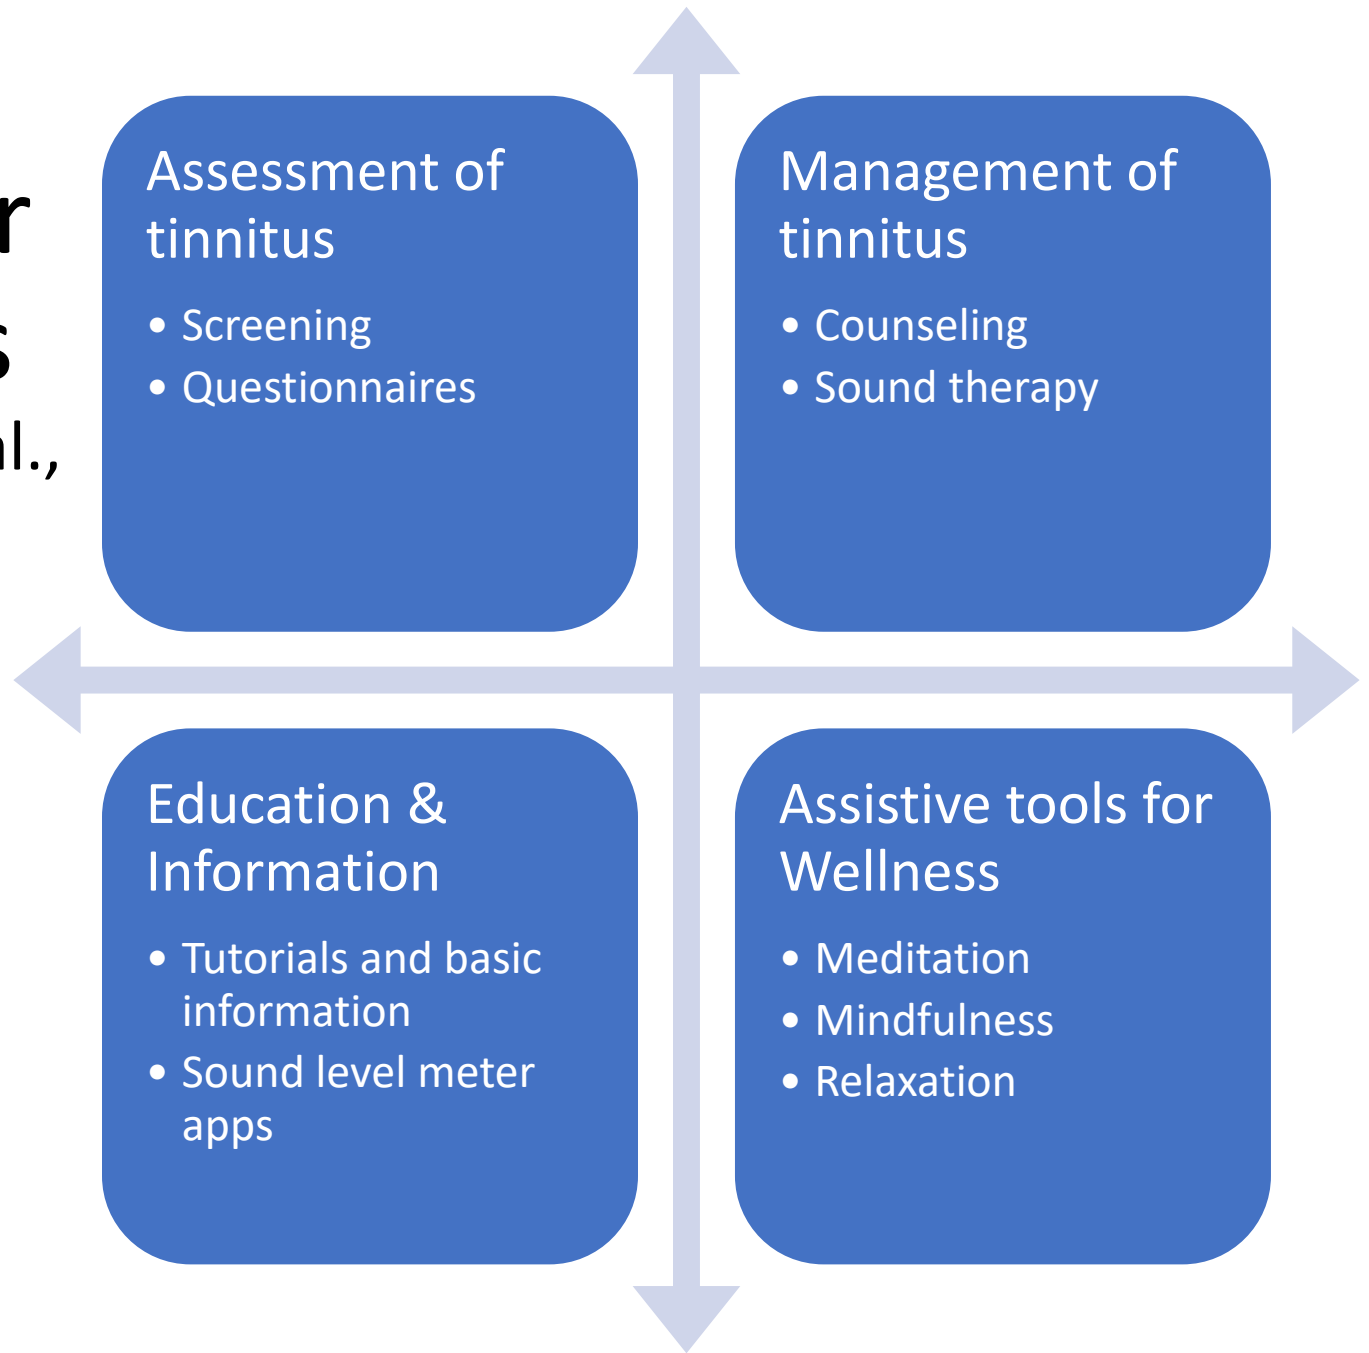 Assessment of
tinnitus
• Screening
• Questionnaires
Management of
tinnitus
• Counseling
• Sound therapy
Education &
Information
• Tutorials and basic
information
• Sound level meter
apps
Assistive tools for
Wellness
• Meditation
• Mindfulness
• Relaxation